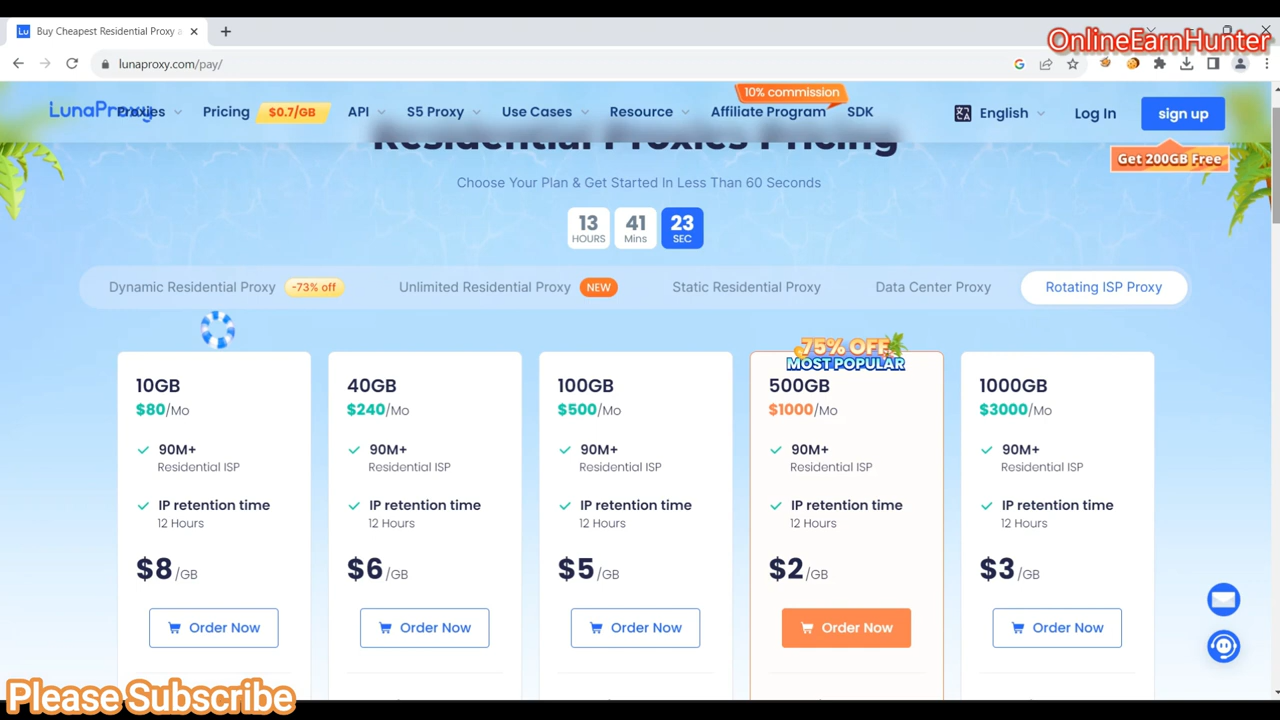 Buy Cheapest Residential Proxy a
OnlineEarnHunter
lunaproxy.com/pay/
10% commission
LunaProxy
Proxies
Pricing
$0.7/GB
API
S5 Proxy
Use Cases
Resource
Affiliate Program
SDK
English
Log In
sign up
Get 200GB Free
Residential Proxies Pricing
Choose Your Plan & Get Started In Less Than 60 Seconds
13 41 23
HOURS Mins SEC
Dynamic Residential Proxy -73% off
Unlimited Residential Proxy NEW
Static Residential Proxy
Data Center Proxy
Rotating ISP Proxy
10GB
$80/Mo
90M+
Residential ISP
IP retention time
12 Hours
$8/GB
Order Now
40GB
$240/Mo
90M+
Residential ISP
IP retention time
12 Hours
$6/GB
Order Now
100GB
$500/Mo
90M+
Residential ISP
IP retention time
12 Hours
$5/GB
Order Now
75% OFF
MOST POPULAR
500GB
$1000/Mo
90M+
Residential ISP
IP retention time
12 Hours
$2/GB
Order Now
1000GB
$3000/Mo
90M+
Residential ISP
IP retention time
12 Hours
$3/GB
Order Now
Please Subscribe